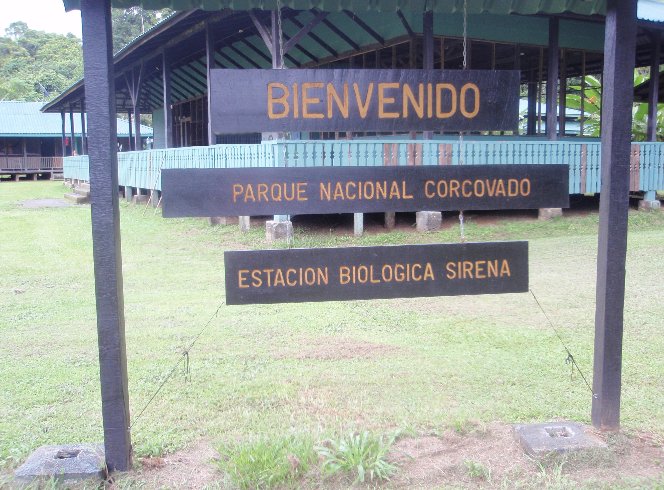 BIENVENIDO
PARQUE NACIONAL CORCOVADO
ESTACION BIOLOGICA SIRENA